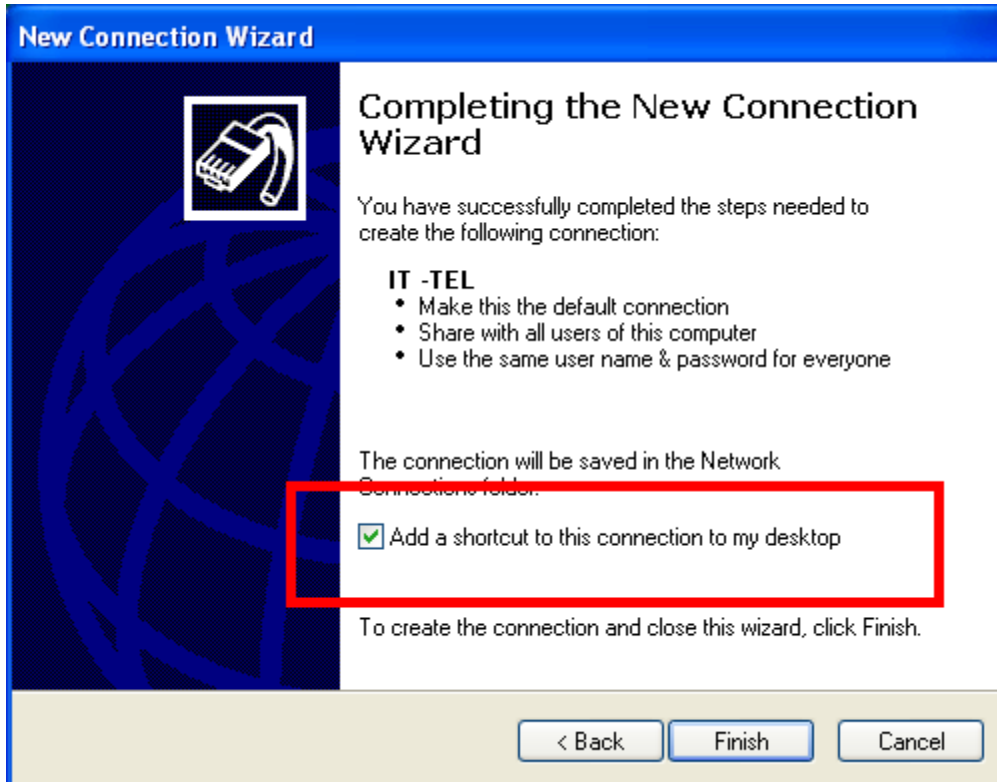 New Connection Wizard
Completing the New Connection
Wizard
You have successfully completed the steps needed to
create the following connection:
IT -TEL
• Make this the default connection
• Share with all users of this computer
• Use the same user name & password for everyone
The connection will be saved in the Network
Connections folder.
Add a shortcut to this connection to my desktop
To create the connection and close this wizard, click Finish.
< Back
Finish
Cancel